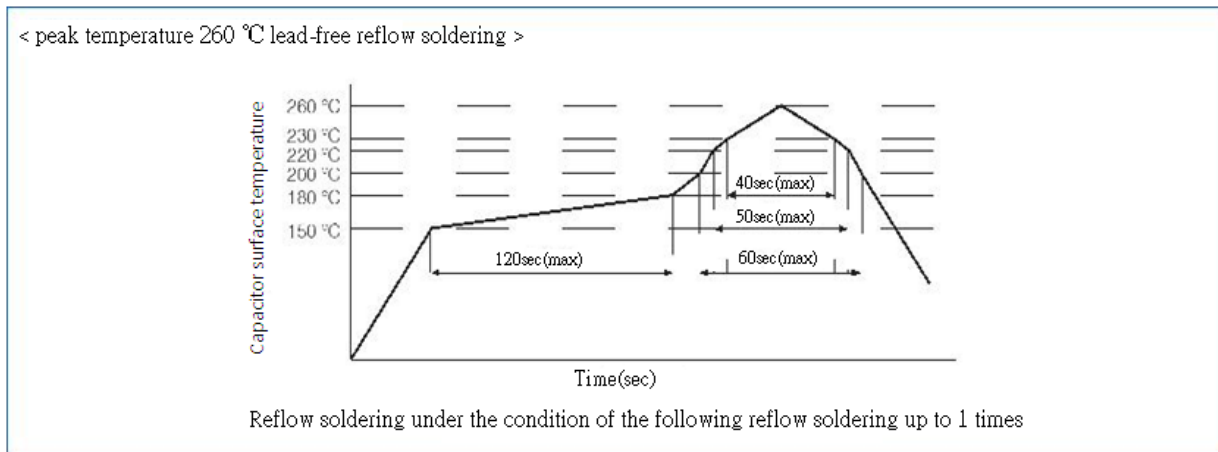 < peak temperature 260 ℃ lead-free reflow soldering >
Capacitor surface temperature
260 ℃
230 ℃
220 ℃
200 ℃
180 ℃
150 ℃
40sec(max)
50sec(max)
120sec(max)
60sec(max)
Time(sec)
Reflow soldering under the condition of the following reflow soldering up to 1 times